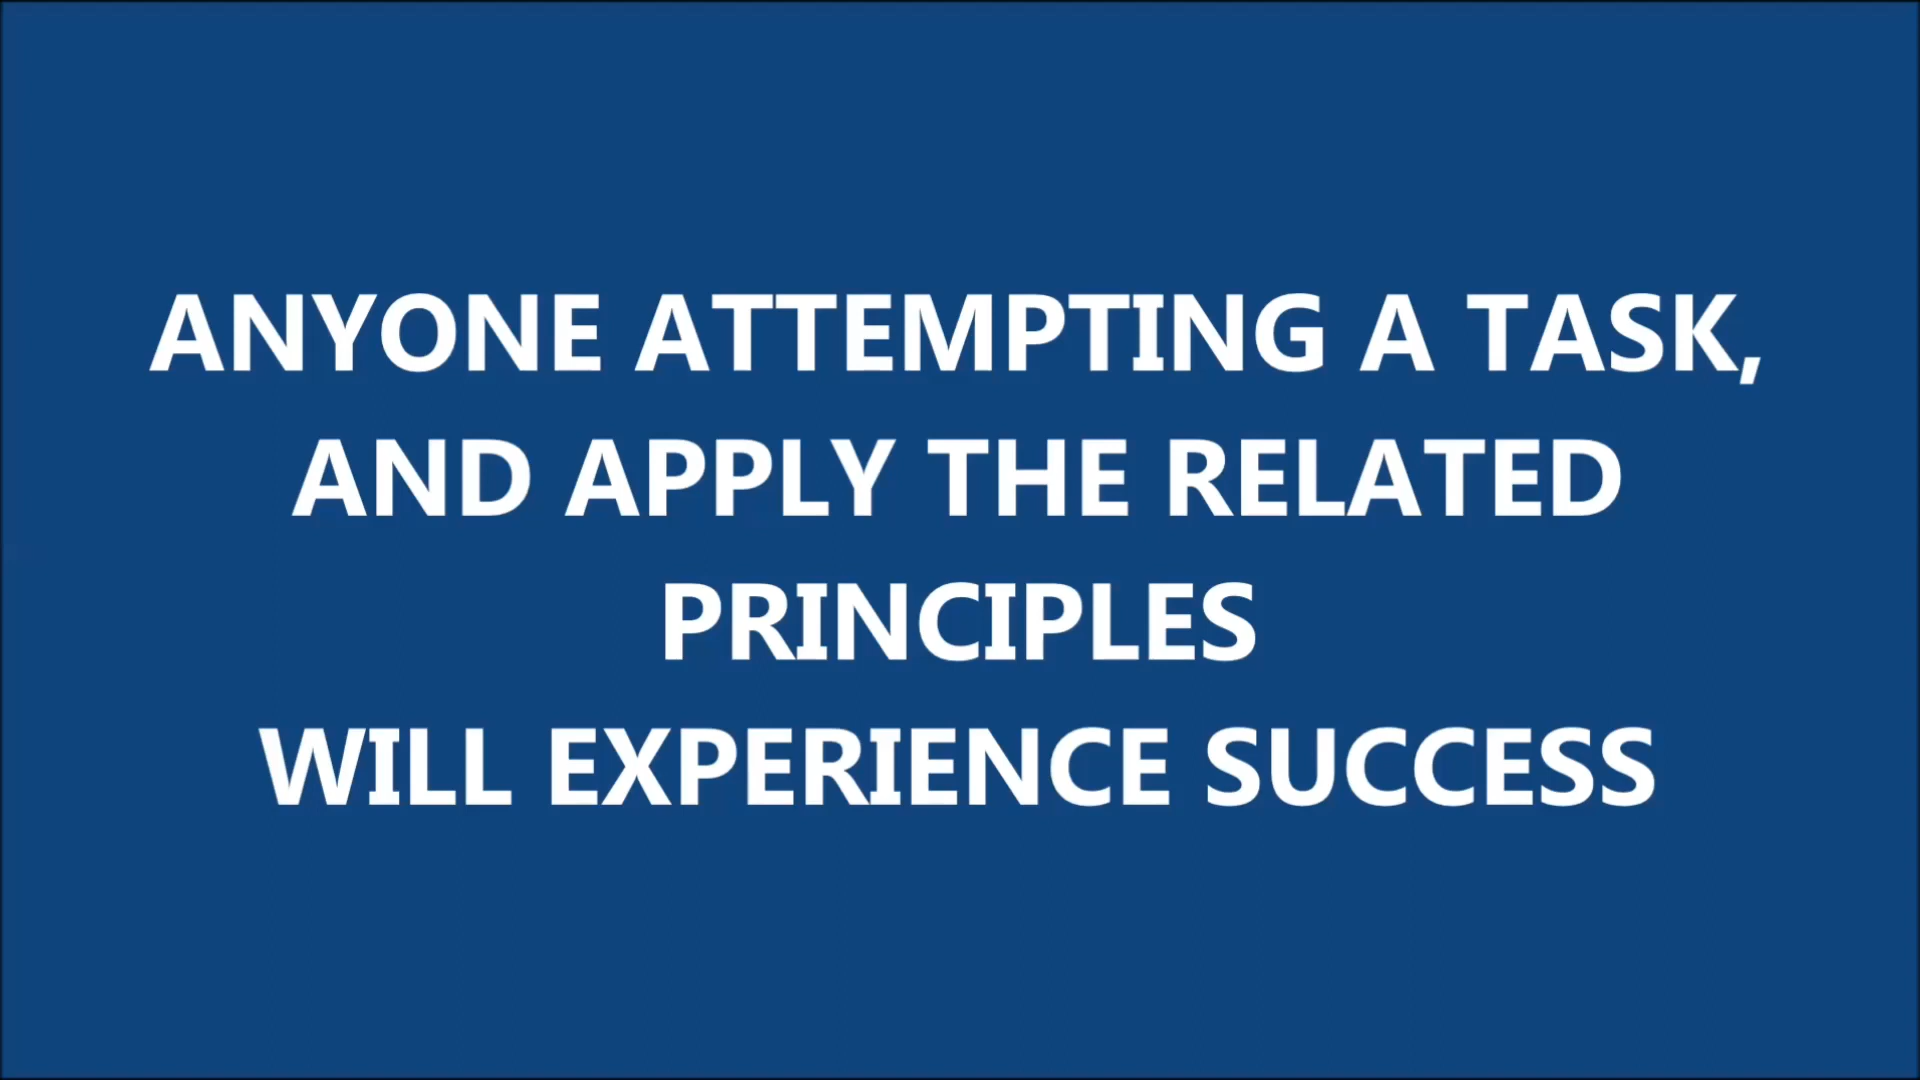 ANYONE ATTEMPTING A TASK,
AND APPLY THE RELATED
PRINCIPLES
WILL EXPERIENCE SUCCESS